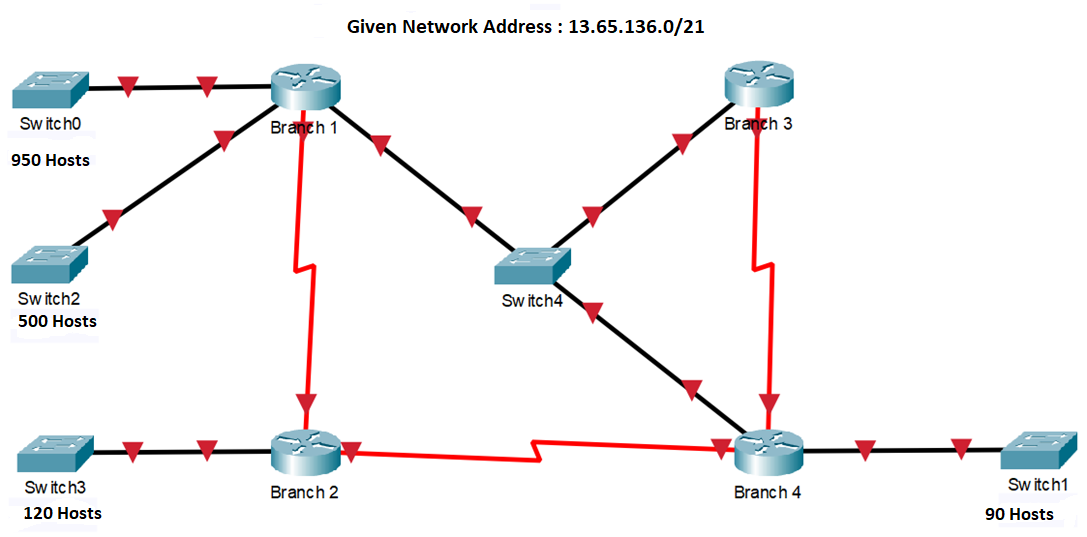 Given Network Address : 13.65.136.0/21
Switch0
950 Hosts
Branch 1
Branch 3
Switch2
500 Hosts
Switch4
Switch3
120 Hosts
Branch 2
Branch 4
Switch1
90 Hosts